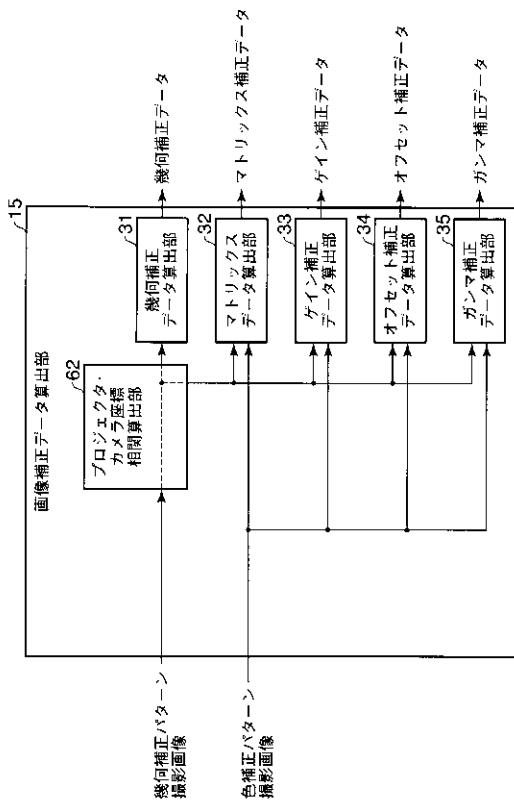 15
画像補正データ算出部
62
プロジェクタ・
カメラ座標
相関算出部
31
幾何補正
データ算出部
32
マトリックス
データ算出部
33
ゲイン補正
データ算出部
34
オフセット補正
データ算出部
35
ガンマ補正
データ算出部
幾何補正パターン
撮影画像
色補正パターン
撮影画像
幾何補正データ
マトリックス補正データ
ゲイン補正データ
オフセット補正データ
ガンマ補正データ